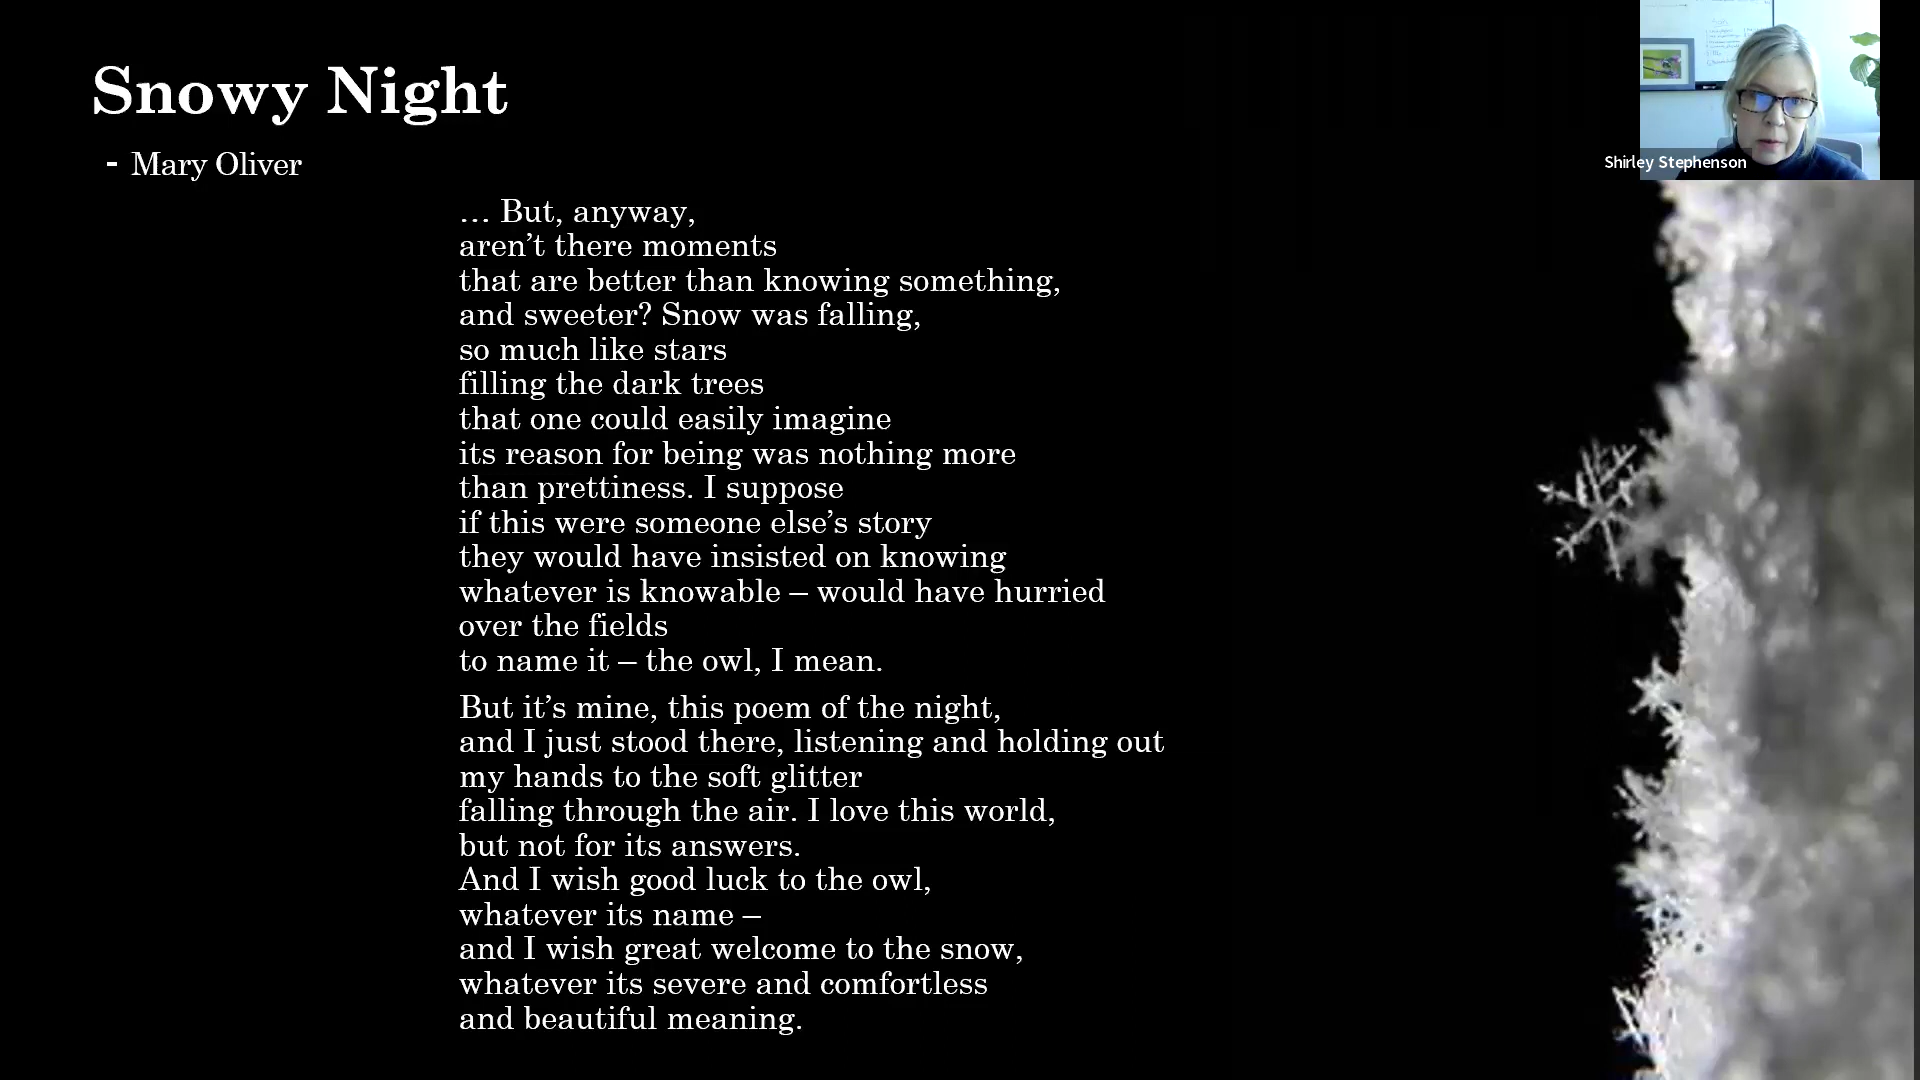 Snowy Night
- Mary Oliver
… But, anyway,
aren’t there moments
that are better than knowing something,
and sweeter? Snow was falling,
so much like stars
filling the dark trees
that one could easily imagine
its reason for being was nothing more
than prettiness. I suppose
if this were someone else’s story
they would have insisted on knowing
whatever is knowable – would have hurried
over the fields
to name it – the owl, I mean.
But it’s mine, this poem of the night,
and I just stood there, listening and holding out
my hands to the soft glitter
falling through the air. I love this world,
but not for its answers.
And I wish good luck to the owl,
whatever its name –
and I wish great welcome to the snow,
whatever its severe and comfortless
and beautiful meaning.
Shirley Stephenson